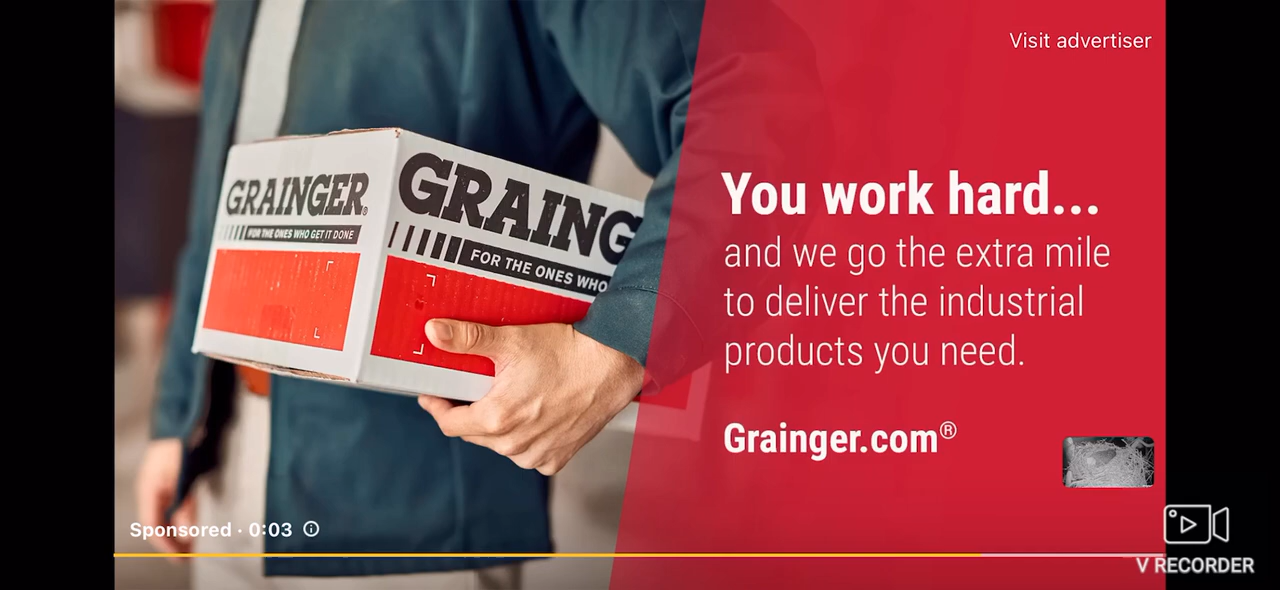 Visit advertiser
GRAINGER®
FOR THE ONES WHO GET IT DONE
GRAING
FOR THE ONES WHO
You work hard...
and we go the extra mile
to deliver the industrial
products you need.
Grainger.com®
Sponsored · 0:03
V RECORDER